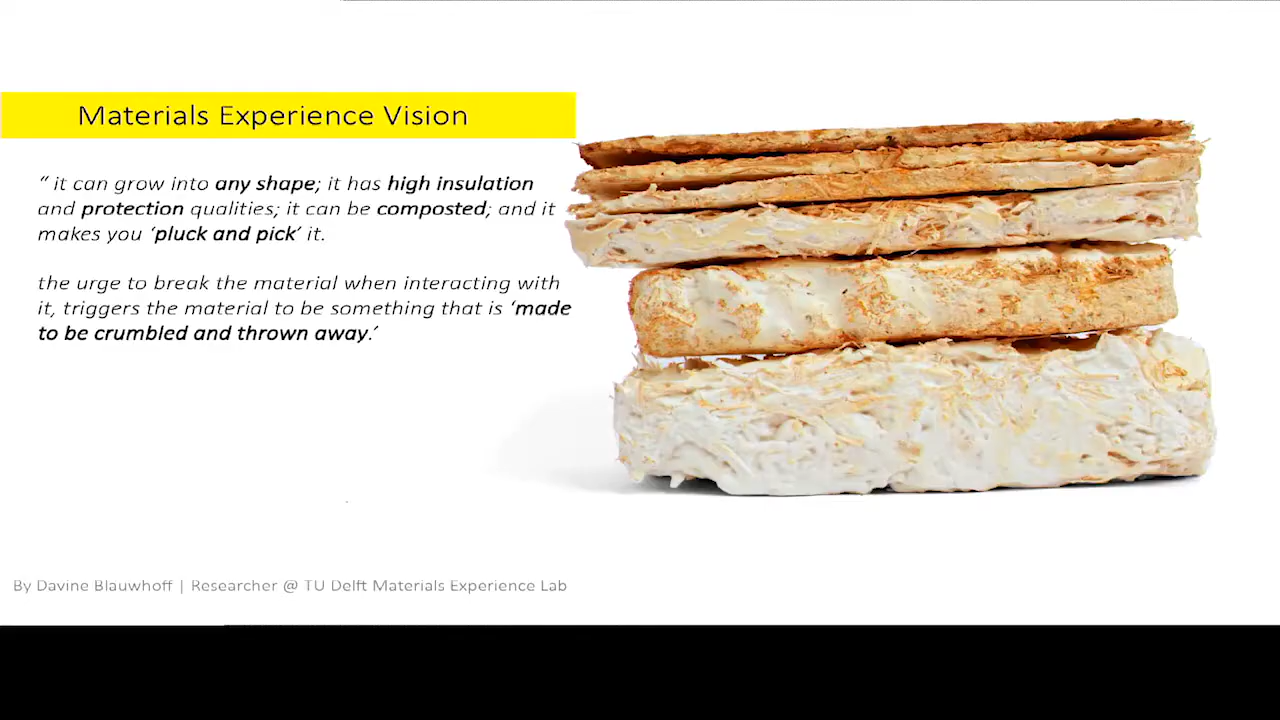 Materials Experience Vision
“ it can grow into any shape; it has high insulation
and protection qualities; it can be composted; and it
makes you ‘pluck and pick’ it.
the urge to break the material when interacting with
it, triggers the material to be something that is ‘made
to be crumbled and thrown away.’
By Davine Blauwhoff | Researcher @ TU Delft Materials Experience Lab